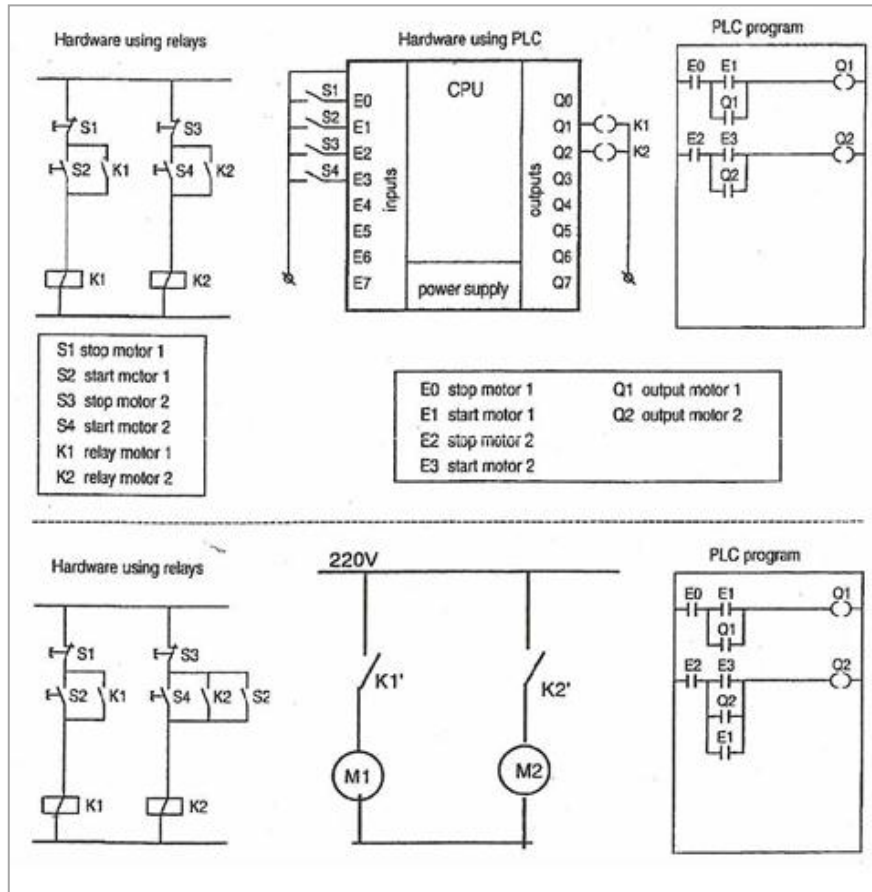 Hardware using relays
Hardware using PLC
PLC program
S1
S3
S2 K1
S4 K2
K1
K2
S1 E0
S2 E1
S3 E2
S4 E3
E4
E5
E6
E7
inputs
CPU
power supply
outputs
Q0
Q1 K1
Q2 K2
Q3
Q4
Q5
Q6
Q7
E0 E1 Q1
Q1
E2 E3 Q2
Q2
S1 stop motor 1
S2 start motor 1
S3 stop motor 2
S4 start motor 2
K1 relay motor 1
K2 relay motor 2
E0 stop motor 1 Q1 output motor 1
E1 start motor 1 Q2 output motor 2
E2 stop motor 2
E3 start motor 2
Hardware using relays
220V
PLC program
S1
S3
S2 K1
S4 K2 S2
K1
K2
K1'
K2'
M1
M2
E0 E1 Q1
Q1
E2 E3 Q2
Q2
E1